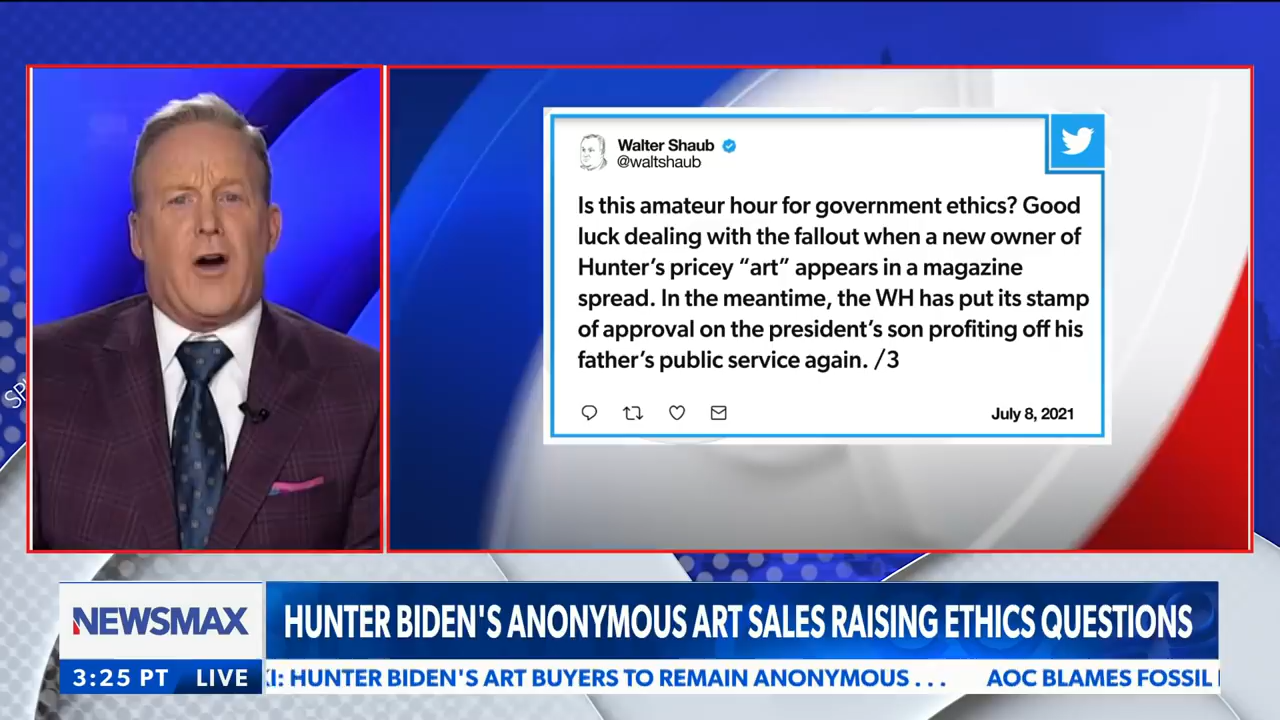 Walter Shaub
@waltshaub
Is this amateur hour for government ethics? Good
luck dealing with the fallout when a new owner of
Hunter's pricey “art” appears in a magazine
spread. In the meantime, the WH has put its stamp
of approval on the president's son profiting off his
father's public service again. /3
July 8, 2021
SP
NEWSMAX
HUNTER BIDEN'S ANONYMOUS ART SALES RAISING ETHICS QUESTIONS
3:25 PT LIVE
KI: HUNTER BIDEN'S ART BUYERS TO REMAIN ANONYMOUS . . . AOC BLAMES FOSSIL